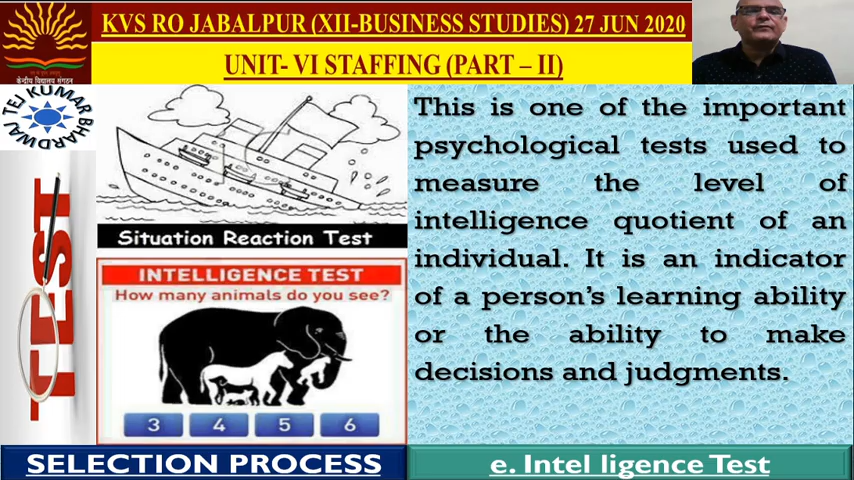 KVS RO JABALPUR (XII-BUSINESS STUDIES) 27 JUN 2020
UNIT- VI STAFFING (PART – II)
केन्द्रीय विद्यालय संगठन
TEJ KUMAR BHARDWAJ
TEST
Situation Reaction Test
INTELLIGENCE TEST
How many animals do you see?
3 4 5 6
This is one of the important
psychological tests used to
measure the level of
intelligence quotient of an
individual. It is an indicator
of a person's learning ability
or the ability to make
decisions and judgments.
SELECTION PROCESS
e. Intel ligence Test